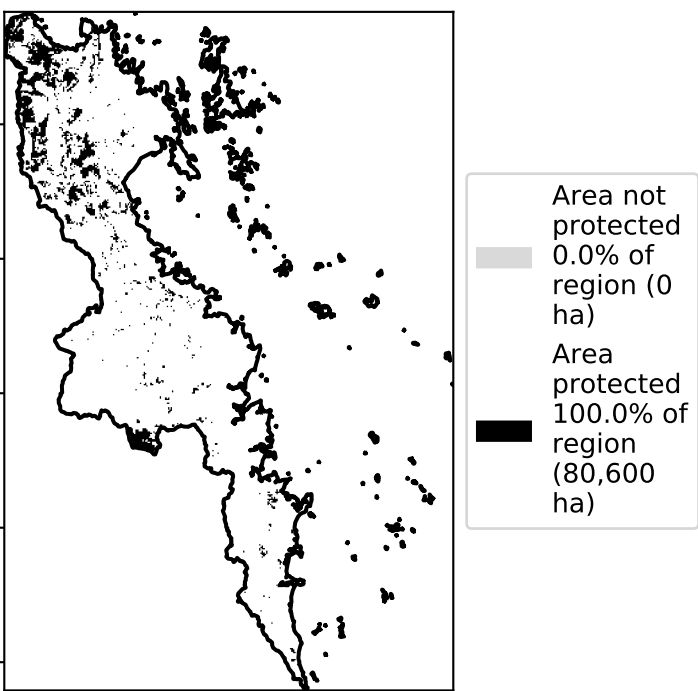 Area not
protected
0.0% of
region (0
ha)
Area
protected
100.0% of
region
(80,600
ha)